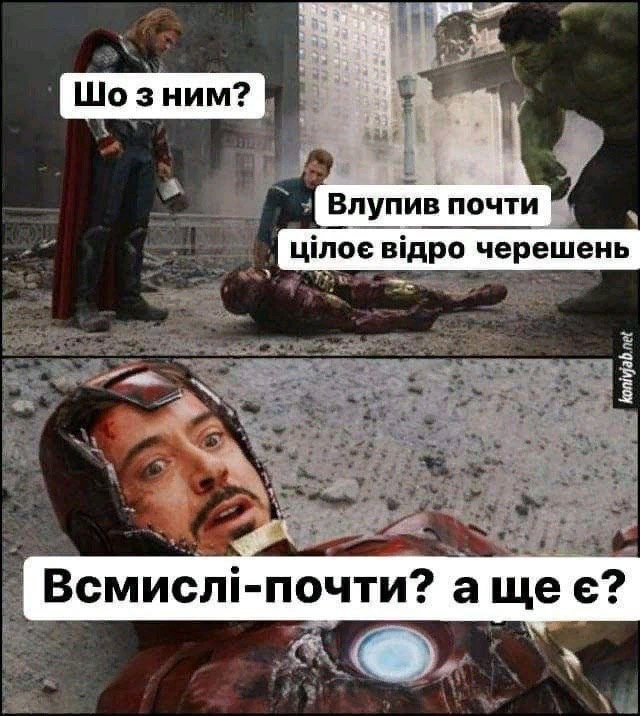 Шо з ним?
Влупив почти
цілоє відро черешень
konivjab.net
Всмислі-почти? а ще є?